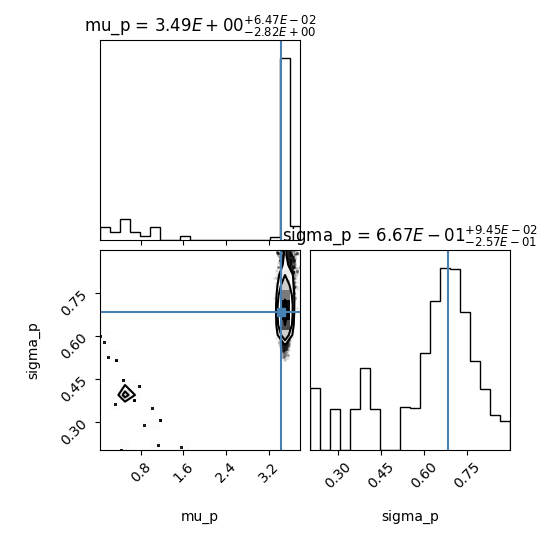 mu_p = 3.49E + 00+6.47E − 02
−2.82E + 00
sigma_p = 6.67E − 01+9.45E − 02
−2.57E − 01
0.75
0.60
0.45
0.30
sigma_p
0.8 1.6 2.4 3.2
mu_p
0.30 0.45 0.60 0.75
sigma_p